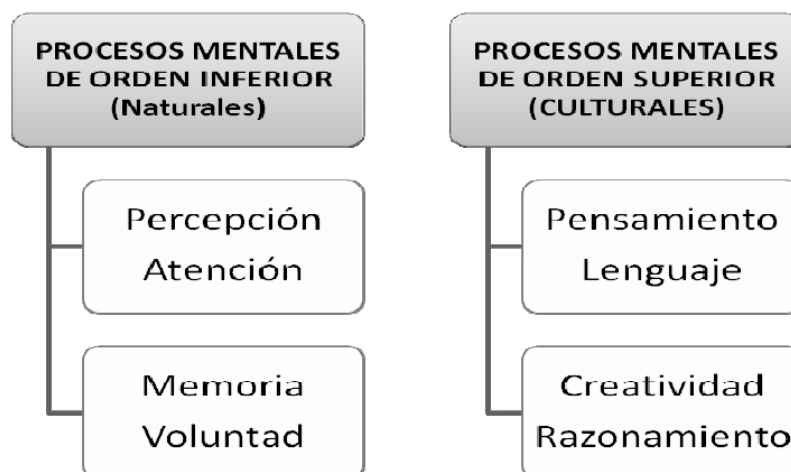 PROCESOS MENTALES
DE ORDEN INFERIOR
(Naturales)
Percepción
Atención
Memoria
Voluntad
PROCESOS MENTALES
DE ORDEN SUPERIOR
(CULTURALES)
Pensamiento
Lenguaje
Creatividad
Razonamiento